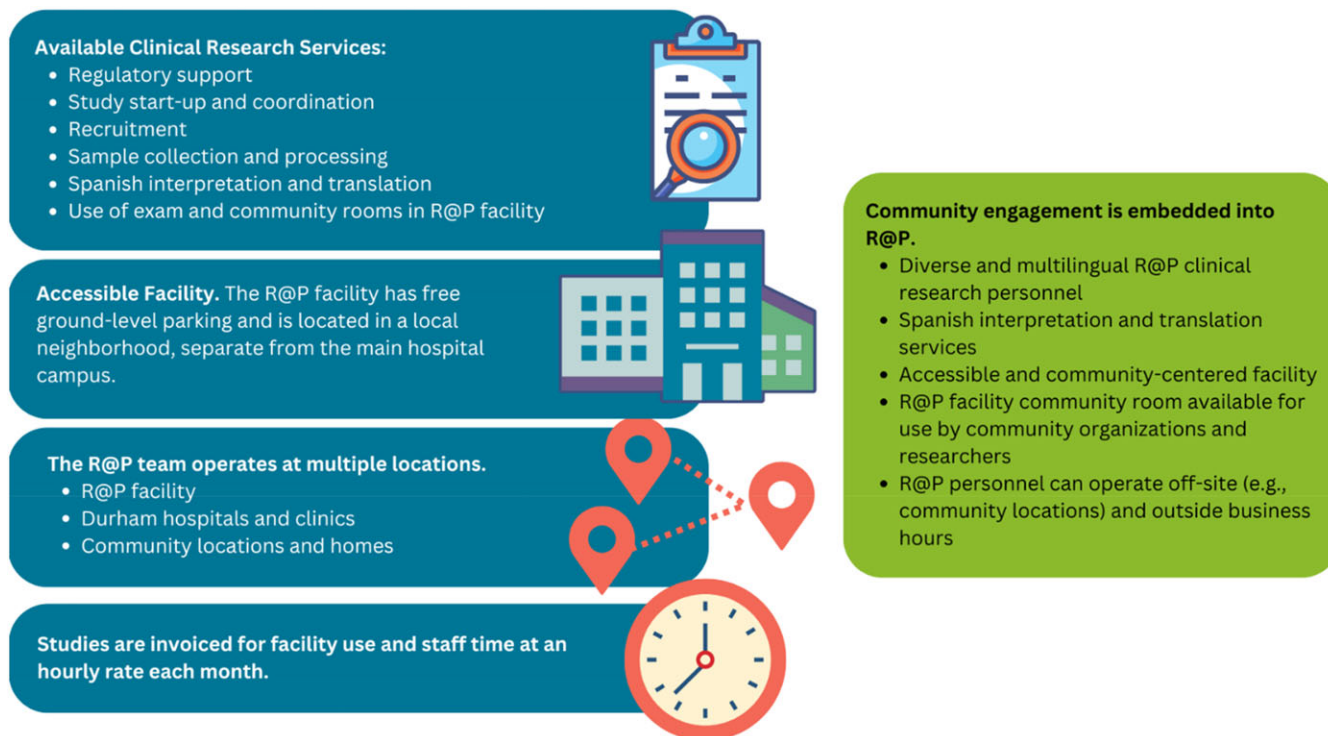 Available Clinical Research Services:
• Regulatory support
• Study start-up and coordination
• Recruitment
• Sample collection and processing
• Spanish interpretation and translation
• Use of exam and community rooms in R@P facility
Accessible Facility. The R@P facility has free
ground-level parking and is located in a local
neighborhood, separate from the main hospital
campus.
The R@P team operates at multiple locations.
• R@P facility
• Durham hospitals and clinics
• Community locations and homes
Studies are invoiced for facility use and staff time at an
hourly rate each month.
Community engagement is embedded into
R@P.
• Diverse and multilingual R@P clinical
research personnel
• Spanish interpretation and translation
services
• Accessible and community-centered facility
• R@P facility community room available for
use by community organizations and
researchers
• R@P personnel can operate off-site (e.g.,
community locations) and outside business
hours